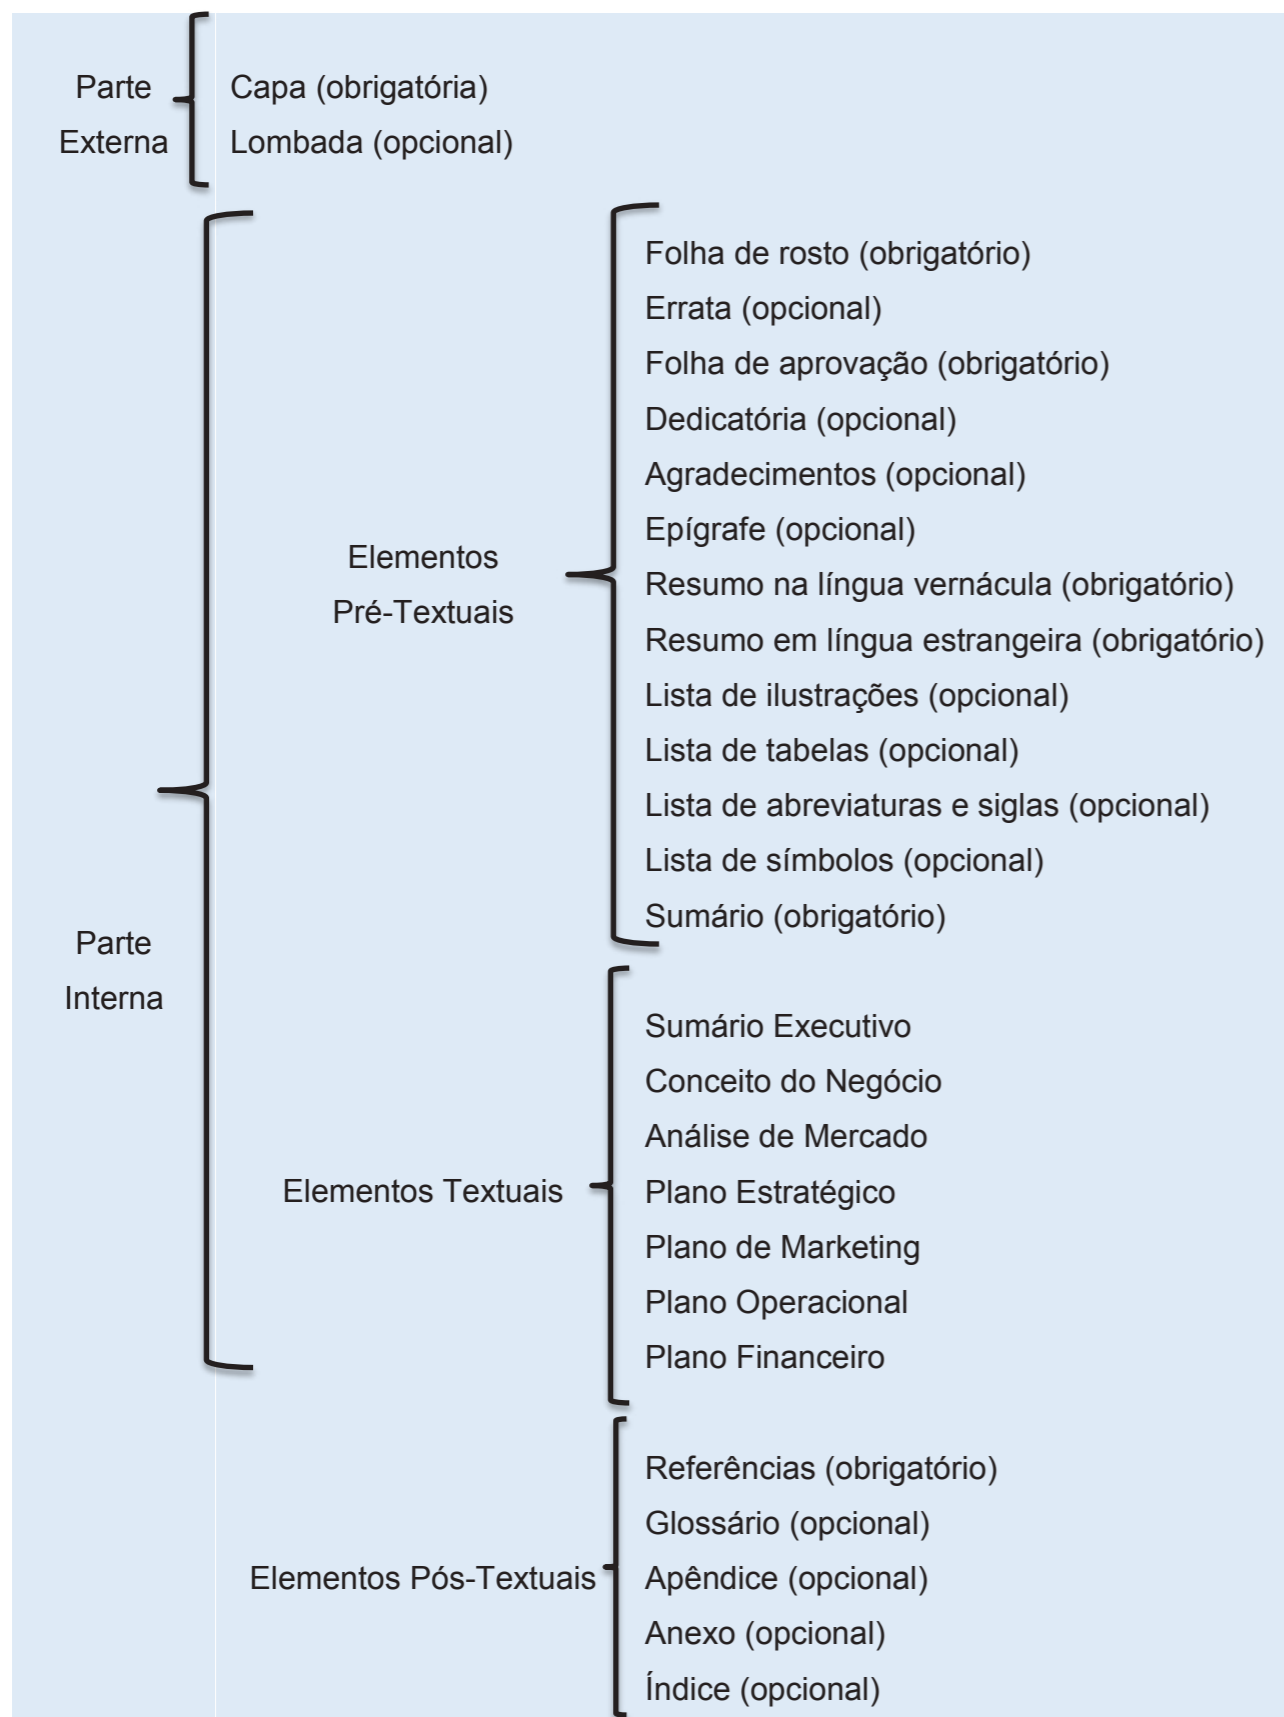 Parte
Externa
Capa (obrigatória)
Lombada (opcional)
Parte
Interna
Elementos
Pré-Textuais
Folha de rosto (obrigatório)
Errata (opcional)
Folha de aprovação (obrigatório)
Dedicatória (opcional)
Agradecimentos (opcional)
Epígrafe (opcional)
Resumo na língua vernácula (obrigatório)
Resumo em língua estrangeira (obrigatório)
Lista de ilustrações (opcional)
Lista de tabelas (opcional)
Lista de abreviaturas e siglas (opcional)
Lista de símbolos (opcional)
Sumário (obrigatório)
Elementos Textuais
Sumário Executivo
Conceito do Negócio
Análise de Mercado
Plano Estratégico
Plano de Marketing
Plano Operacional
Plano Financeiro
Elementos Pós-Textuais
Referências (obrigatório)
Glossário (opcional)
Apêndice (opcional)
Anexo (opcional)
Índice (opcional)